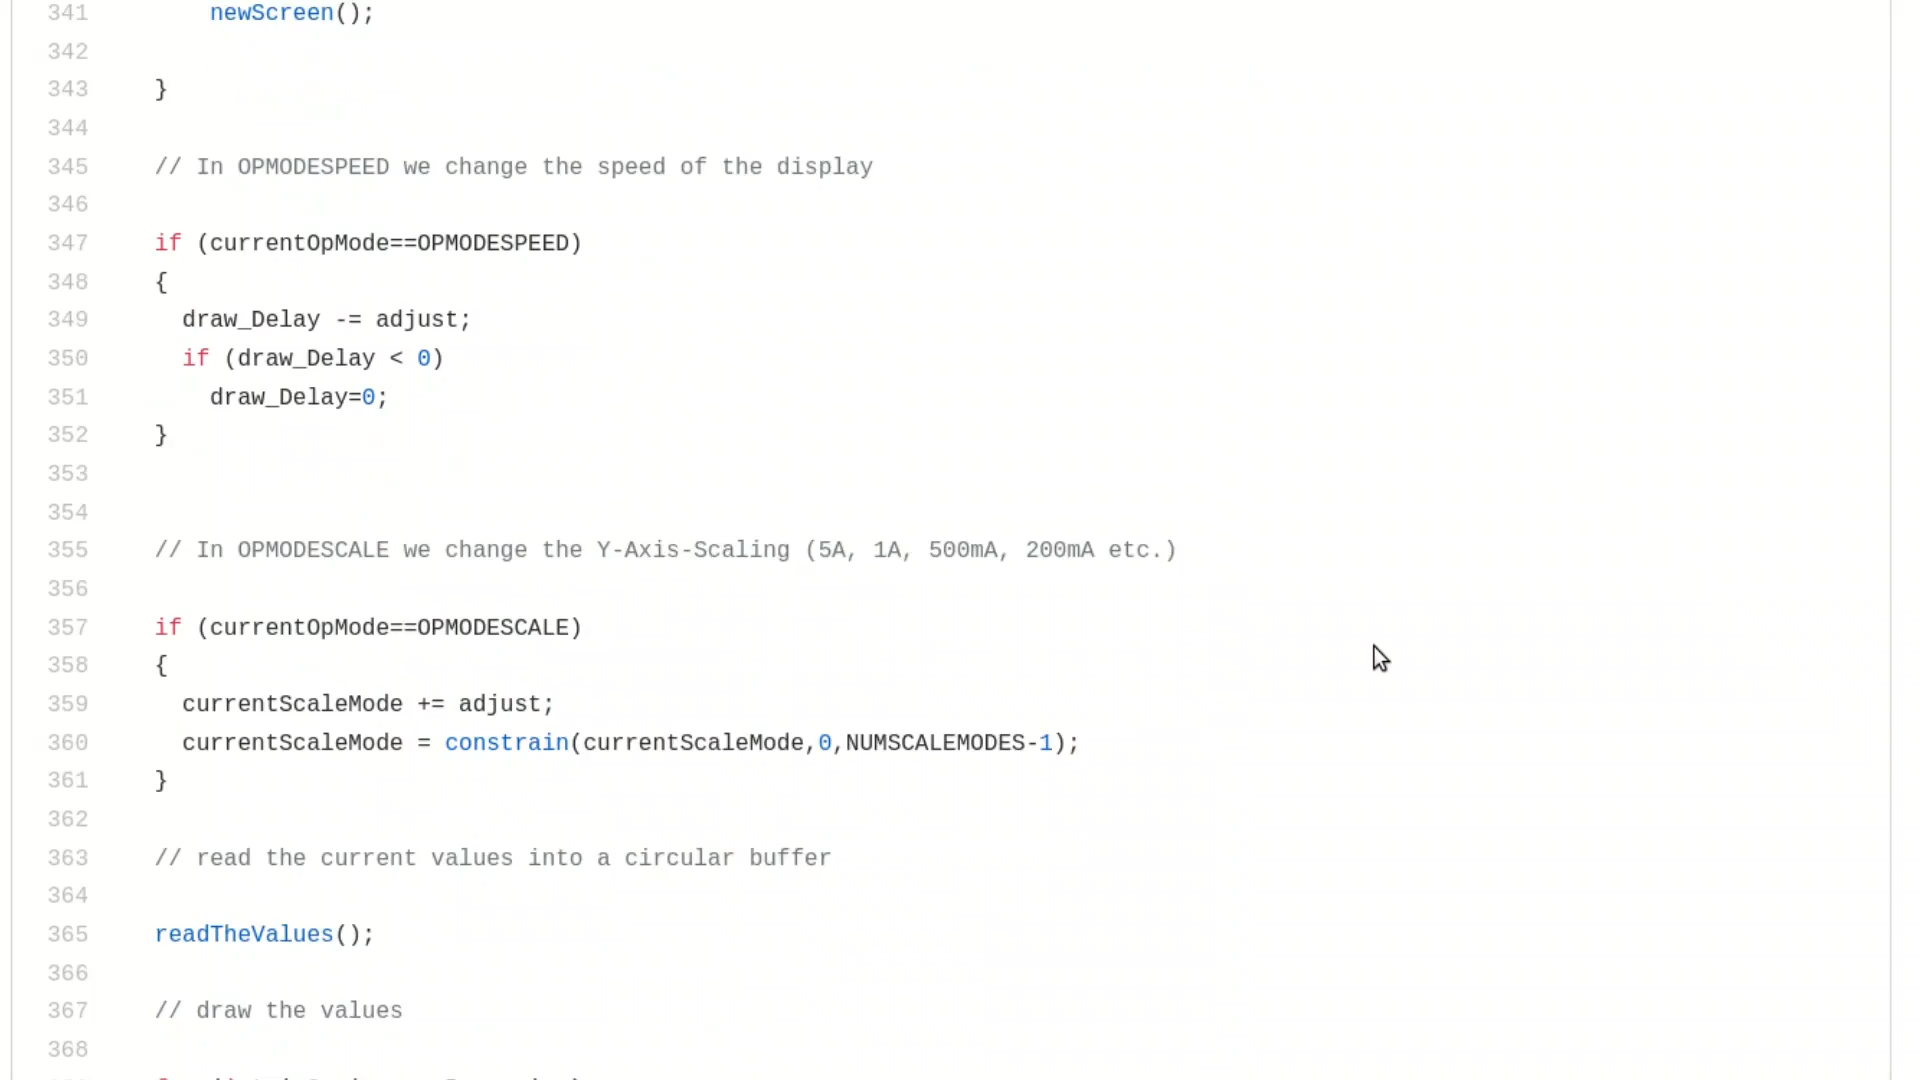 341 newScreen();
342
343 }
344
345 // In OPMODESPEED we change the speed of the display
346
347 if (currentOpMode==OPMODESPEED)
348 {
349 draw_Delay -= adjust;
350 if (draw_Delay < 0)
351 draw_Delay=0;
352 }
353
354
355 // In OPMODESCALE we change the Y-Axis-Scaling (5A, 1A, 500mA, 200mA etc.)
356
357 if (currentOpMode==OPMODESCALE)
358 {
359 currentScaleMode += adjust;
360 currentScaleMode = constrain(currentScaleMode,0,NUMSCALEMODES-1);
361 }
362
363 // read the current values into a circular buffer
364
365 readTheValues();
366
367 // draw the values
368